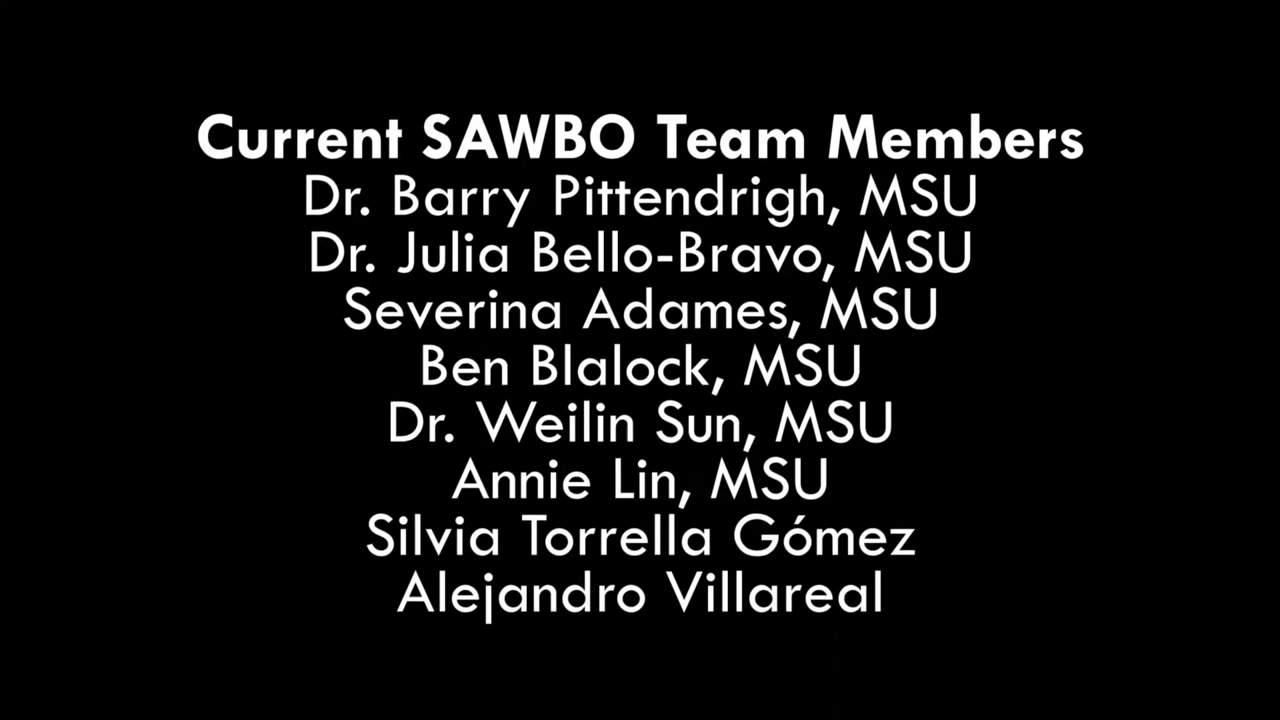 Current SAWBO Team Members
Dr. Barry Pittendrigh, MSU
Dr. Julia Bello-Bravo, MSU
Severina Adames, MSU
Ben Blalock, MSU
Dr. Weilin Sun, MSU
Annie Lin, MSU
Silvia Torrella Gómez
Alejandro Villareal